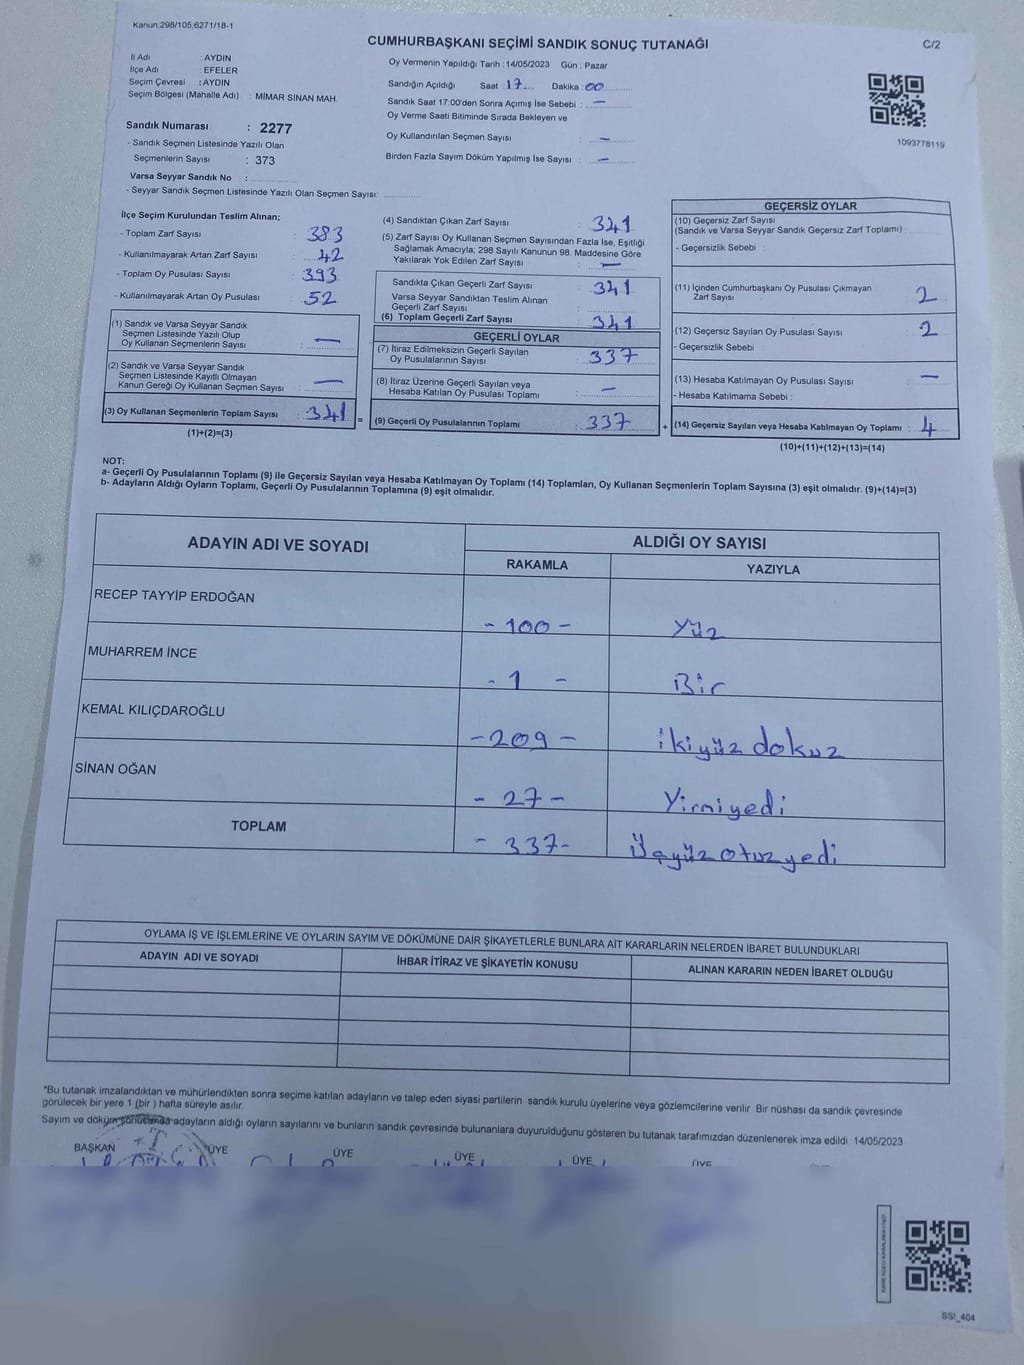 Kanun:298/105;6271/18-1
CUMHURBAŞKANI SEÇİMİ SANDIK SONUÇ TUTANAĞI
C/2
İl Adı : AYDIN
İlçe Adı : EFELER
Seçim Çevresi : AYDIN
Seçim Bölgesi (Mahalle Adı) : MİMAR SİNAN MAH.
Sandık Numarası : 2277
- Sandık Seçmen Listesinde Yazılı Olan
Seçmenlerin Sayısı : 373
Varsa Seyyar Sandık No :
- Seyyar Sandık Seçmen Listesinde Yazılı Olan Seçmen Sayısı:
Oy Vermenin Yapıldığı Tarih : 14/05/2023 Gün : Pazar
Sandığın Açıldığı Saat : 17 Dakika : 00
Sandık Saat 17:00'den Sonra Açımış İse Sebebi : —
Oy Verme Saati Bitiminde Sırada Bekleyen ve
Oy Kullandırılan Seçmen Sayısı : —
Birden Fazla Sayım Döküm Yapılmış İse Sayısı : —
1093778119
İlçe Seçim Kurulundan Teslim Alınan;
- Toplam Zarf Sayısı : 383
- Kullanılmayarak Artan Zarf Sayısı : 42
- Toplam Oy Pusulası Sayısı : 393
- Kullanılmayarak Artan Oy Pusulası : 52
(1) Sandık ve Varsa Seyyar Sandık
Seçmen Listesinde Yazılı Olup
Oy Kullanan Seçmenlerin Sayısı : —
(2) Sandık ve Varsa Seyyar Sandık
Seçmen Listesinde Kayıtlı Olmayan
Kanun Gereği Oy Kullanan Seçmen Sayısı : —
(3) Oy Kullanan Seçmenlerin Toplam Sayısı : 341
(1)+(2)=(3)
(4) Sandıktan Çıkan Zarf Sayısı : 341
(5) Zarf Sayısı Oy Kullanan Seçmen Sayısından Fazla İse, Eşitliği
Sağlamak Amacıyla; 298 Sayılı Kanunun 98. Maddesine Göre
Yakılarak Yok Edilen Zarf Sayısı : —
Sandıkta Çıkan Geçerli Zarf Sayısı : 341
Varsa Seyyar Sandıktan Teslim Alınan
Geçerli Zarf Sayısı :
(6) Toplam Geçerli Zarf Sayısı : 341
GEÇERLİ OYLAR
(7) İtiraz Edilmeksizin Geçerli Sayılan
Oy Pusulalarının Sayısı : 337
(8) İtiraz Üzerine Geçerli Sayılan veya
Hesaba Katılan Oy Pusulası Toplamı : —
(9) Geçerli Oy Pusulalarının Toplamı : 337
=
+
GEÇERSİZ OYLAR
(10) Geçersiz Zarf Sayısı
(Sandık ve Varsa Seyyar Sandık Geçersiz Zarf Toplamı) :
- Geçersizlik Sebebi :
(11) İçinden Cumhurbaşkanı Oy Pusulası Çıkmayan
Zarf Sayısı : 2
(12) Geçersiz Sayılan Oy Pusulası Sayısı : 2
- Geçersizlik Sebebi :
(13) Hesaba Katılmayan Oy Pusulası Sayısı : —
- Hesaba Katılmama Sebebi :
(14) Geçersiz Sayılan veya Hesaba Katılmayan Oy Toplamı : 4
(10)+(11)+(12)+(13)=(14)
NOT:
a- Geçerli Oy Pusulalarının Toplamı (9) ile Geçersiz Sayılan veya Hesaba Katılmayan Oy Toplamı (14) Toplamları, Oy Kullanan Seçmenlerin Toplam Sayısına (3) eşit olmalıdır. (9)+(14)=(3)
b- Adayların Aldığı Oyların Toplamı, Geçerli Oy Pusulalarının Toplamına (9) eşit olmalıdır.
ADAYIN ADI VE SOYADI
ALDIĞI OY SAYISI
RAKAMLA YAZIYLA
RECEP TAYYİP ERDOĞAN - 100 - Yüz
MUHARREM İNCE - 1 - Bir
KEMAL KILIÇDAROĞLU - 209 - ikiyüz dokuz
SİNAN OĞAN - 27 - Yirmiyedi
TOPLAM - 337 - Üçyüz otuz yedi
OYLAMA İŞ VE İŞLEMLERİNE VE OYLARIN SAYIM VE DÖKÜMÜNE DAİR ŞİKAYETLERLE BUNLARA AİT KARARLARIN NELERDEN İBARET BULUNDUKLARI
ADAYIN ADI VE SOYADI İHBAR İTİRAZ VE ŞİKAYETİN KONUSU ALINAN KARARIN NEDEN İBARET OLDUĞU
*Bu tutanak imzalandıktan ve mühürlendikten sonra seçime katılan adayların ve talep eden siyasi partilerin sandık kurulu üyelerine veya gözlemcilerine verilir. Bir nüshası da sandık çevresinde
görülecek bir yere 1 (bir ) hafta süreyle asılır.
Sayım ve döküm sonucunda adayların aldığı oyların sayılarını ve bunların sandık çevresinde bulunanlara duyurulduğunu gösteren bu tutanak tarafımızdan düzenlenerek imza edildi. 14/05/2023
BAŞKAN ÜYE ÜYE ÜYE ÜYE ÜYE
SSI_404